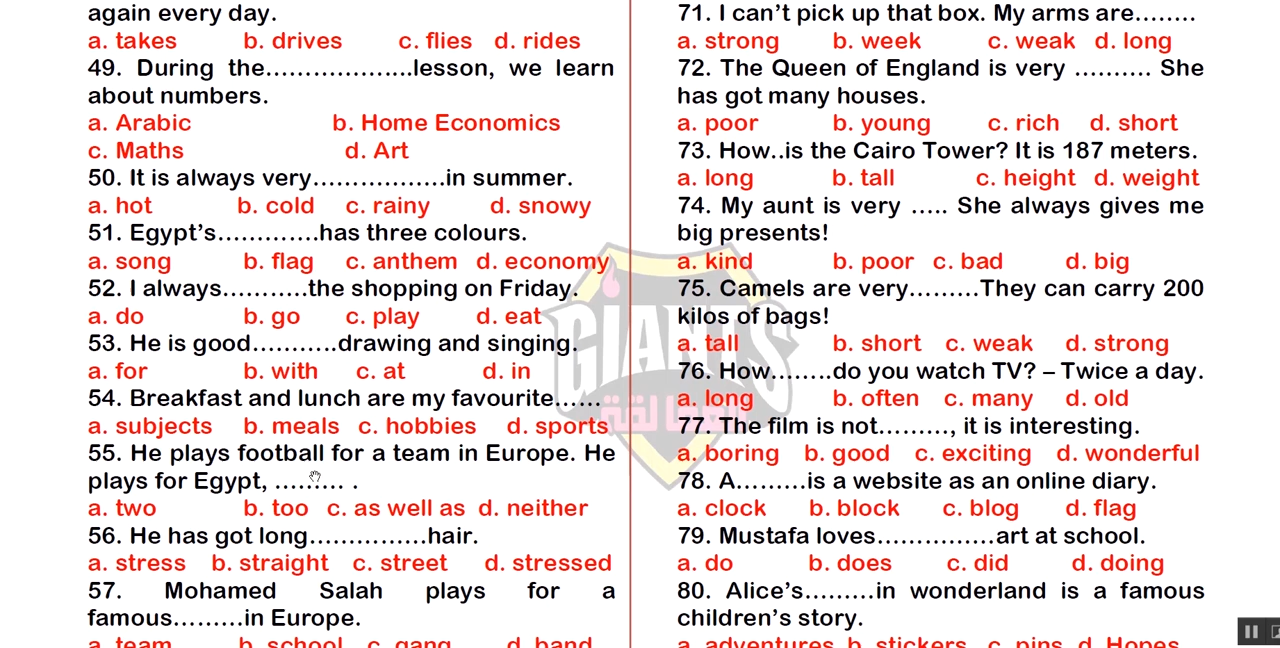 again every day.
a. takes b. drives c. flies d. rides
49. During the....................lesson, we learn
about numbers.
a. Arabic b. Home Economics
c. Maths d. Art
50. It is always very..................in summer.
a. hot b. cold c. rainy d. snowy
51. Egypt’s.............has three colours.
a. song b. flag c. anthem d. economy
52. I always...........the shopping on Friday.
a. do b. go c. play d. eat
53. He is good...........drawing and singing.
a. for b. with c. at d. in
54. Breakfast and lunch are my favourite......
a. subjects b. meals c. hobbies d. sports
55. He plays football for a team in Europe. He
plays for Egypt, ......... .
a. two b. too c. as well as d. neither
56. He has got long...............hair.
a. stress b. straight c. street d. stressed
57. Mohamed Salah plays for a
famous.........in Europe.
a. team b. school c. gang d. band
71. I can’t pick up that box. My arms are........
a. strong b. week c. weak d. long
72. The Queen of England is very .......... She
has got many houses.
a. poor b. young c. rich d. short
73. How..is the Cairo Tower? It is 187 meters.
a. long b. tall c. height d. weight
74. My aunt is very ..... She always gives me
big presents!
a. kind b. poor c. bad d. big
75. Camels are very.........They can carry 200
kilos of bags!
a. tall b. short c. weak d. strong
76. How........do you watch TV? – Twice a day.
a. long b. often c. many d. old
77. The film is not........., it is interesting.
a. boring b. good c. exciting d. wonderful
78. A.........is a website as an online diary.
a. clock b. block c. blog d. flag
79. Mustafa loves...............art at school.
a. do b. does c. did d. doing
80. Alice’s.........in wonderland is a famous
children’s story.
a. adventures b. stickers c. pins d. Hopes
GIANTS